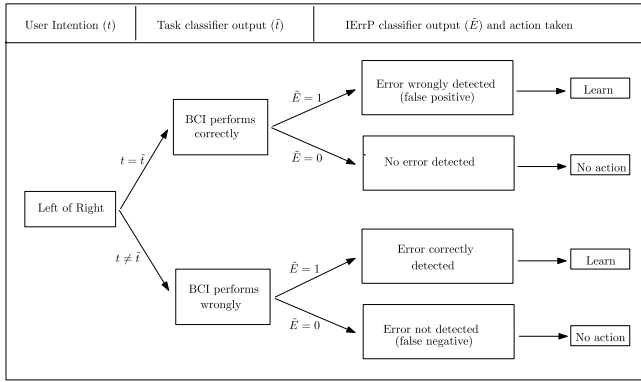 User Intention (t)
Task classifier output (t̃)
IErrP classifier output (Ẽ) and action taken
Error wrongly detected
(false positive)
Learn
Ẽ = 1
BCI performs
correctly
Ẽ = 0
t = t̃
No error detected
No action
Left of Right
t ≠ t̃
Error correctly
detected
Learn
Ẽ = 1
BCI performs
wrongly
Ẽ = 0
Error not detected
(false negative)
No action